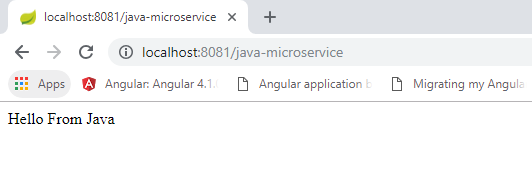 localhost:8081/java-microservice
localhost:8081/java-microservice
Apps Angular: Angular 4.1. Angular application Migrating my Angula
Hello From Java